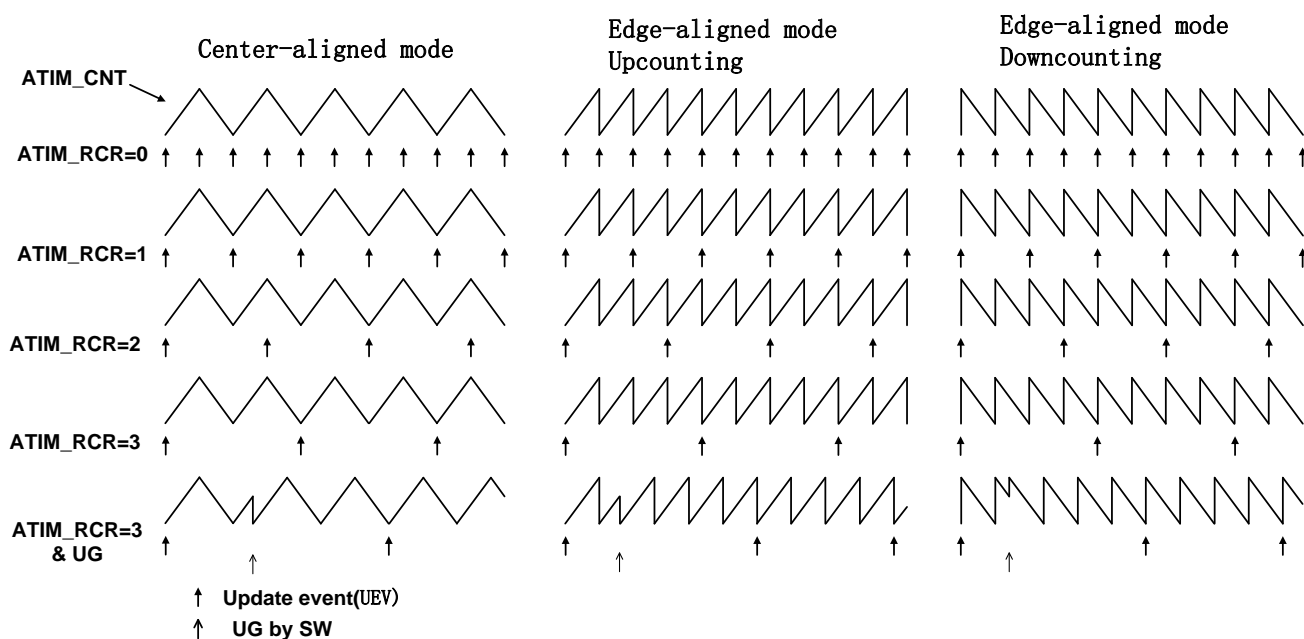 Center-aligned mode
Edge-aligned mode
Upcounting
Edge-aligned mode
Downcounting
ATIM_CNT
ATIM_RCR=0
ATIM_RCR=1
ATIM_RCR=2
ATIM_RCR=3
ATIM_RCR=3
& UG
Update event(UEV)
UG by SW